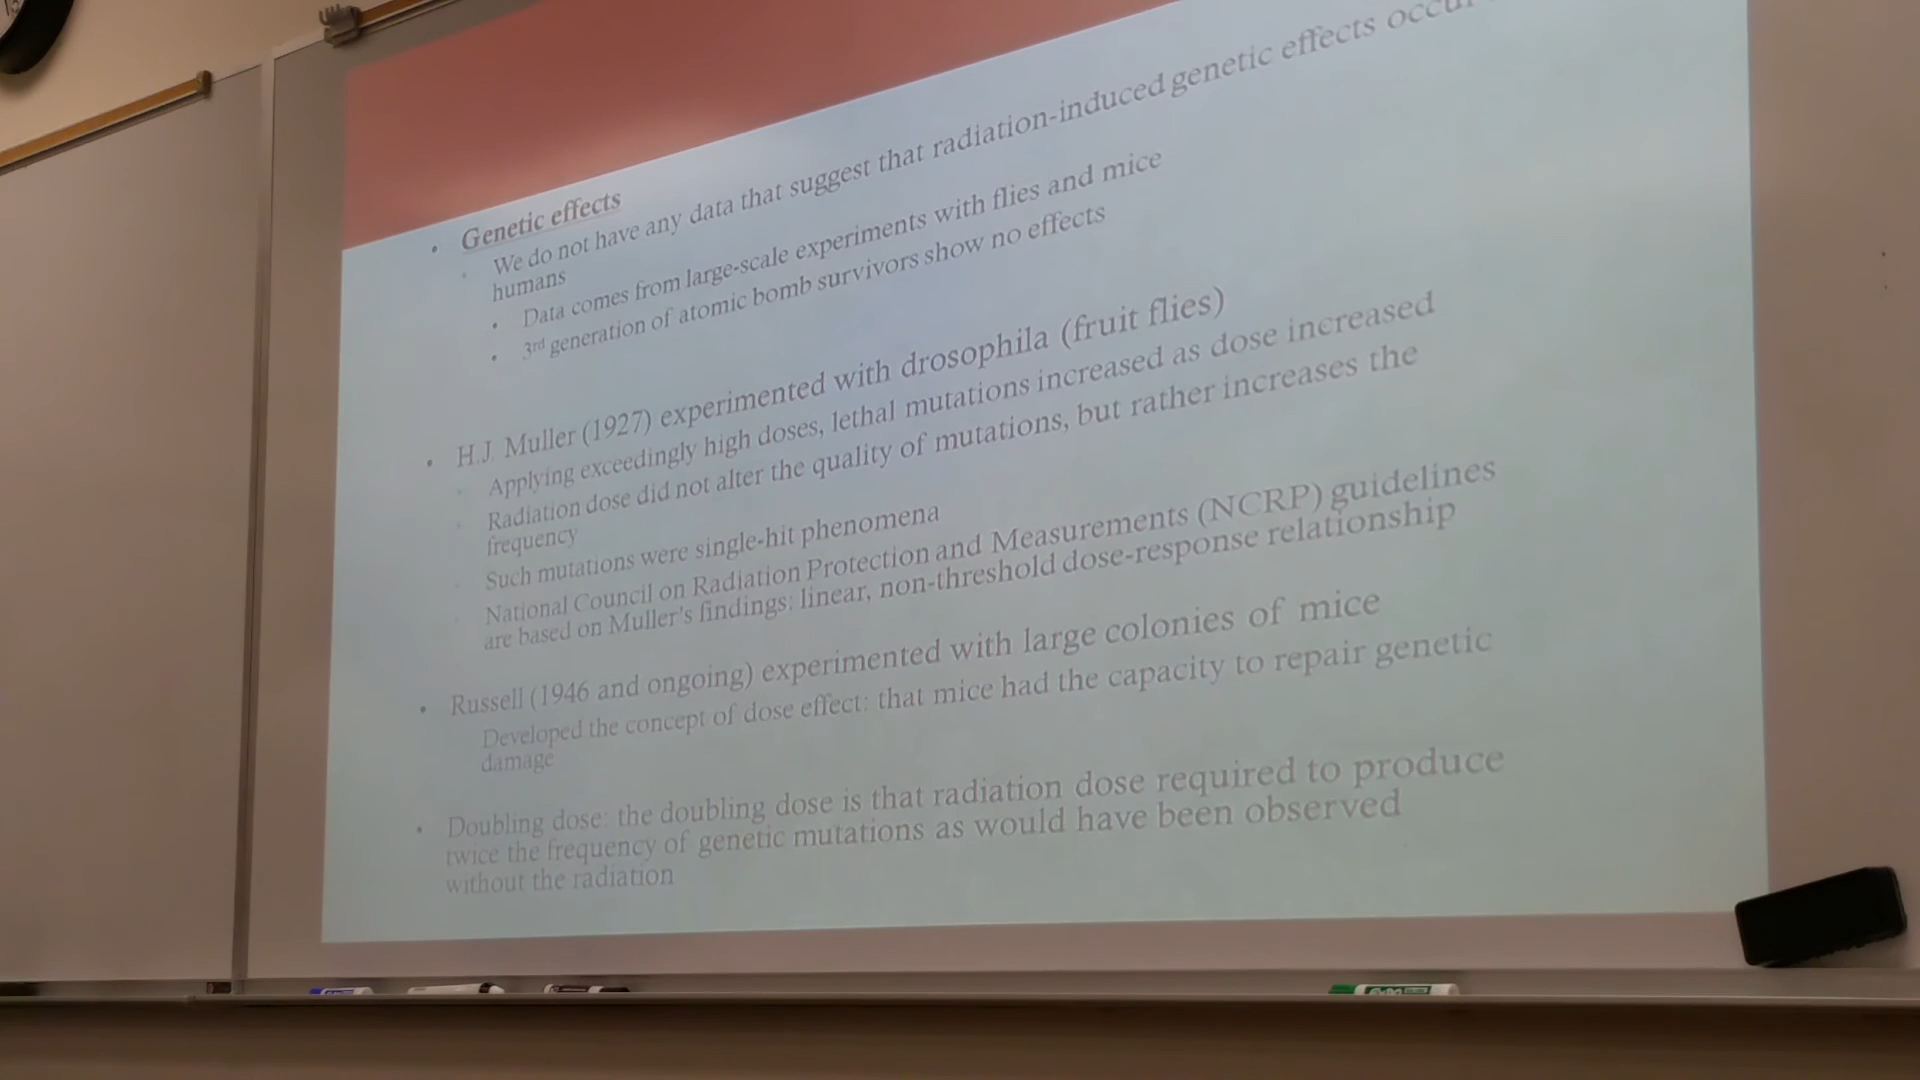 Genetic effects
We do not have any data that suggest that radiation-induced genetic effects occur
humans
Data comes from large-scale experiments with flies and mice
3rd generation of atomic bomb survivors show no effects
H.J. Muller (1927) experimented with drosophila (fruit flies)
Applying exceedingly high doses, lethal mutations increased as dose increased
Radiation dose did not alter the quality of mutations, but rather increases the
frequency
Such mutations were single-hit phenomena
National Council on Radiation Protection and Measurements (NCRP) guidelines
are based on Muller's findings: linear, non-threshold dose-response relationship
Russell (1946 and ongoing) experimented with large colonies of mice
Developed the concept of dose effect: that mice had the capacity to repair genetic
damage
Doubling dose: the doubling dose is that radiation dose required to produce
twice the frequency of genetic mutations as would have been observed
without the radiation